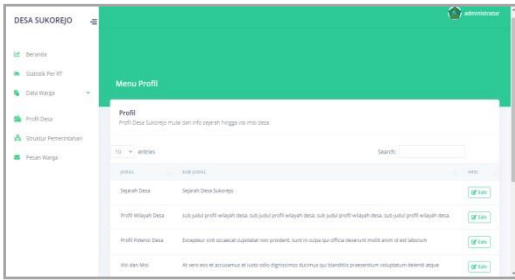 DESA SUKOREJO
administrator
Beranda
Statistik Per RT
Data Warga
Profil Desa
Struktur Pemerintahan
Pesan Warga
Menu Profil
Profil
Profil Desa Sukorejo mulai dari info sejarah hingga visi misi desa
10 entries
Search:
JUDUL SUB JUDUL
Sejarah Desa Sejarah Desa Sukorejo Edit
Profil Wilayah Desa sub judul profil wilayah desa, sub judul profil wilayah desa, sub judul profil wilayah desa, sub judul profil wilayah desa Edit
Profil Potensi Desa Excepteur sint occaecat cupidatat non proident, sunt in culpa qui officia deserunt mollit anim id est laborum Edit
Visi dan Misi At vero eos et accusamus et iusto odio dignissimos ducimus qui blanditiis praesentium voluptatum deleniti atque Edit